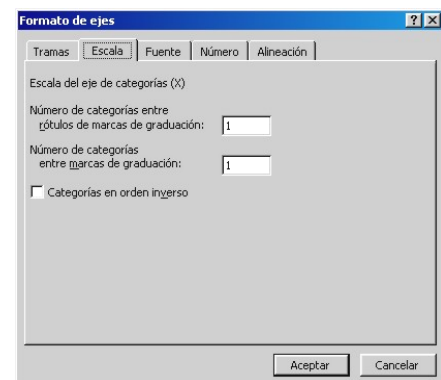 Formato de ejes
Tramas Escala Fuente Número Alineación
Escala del eje de categorías (X)
Número de categorías entre
rótulos de marcas de graduación: 1
Número de categorías
entre marcas de graduación: 1
Categorías en orden inverso
Aceptar Cancelar